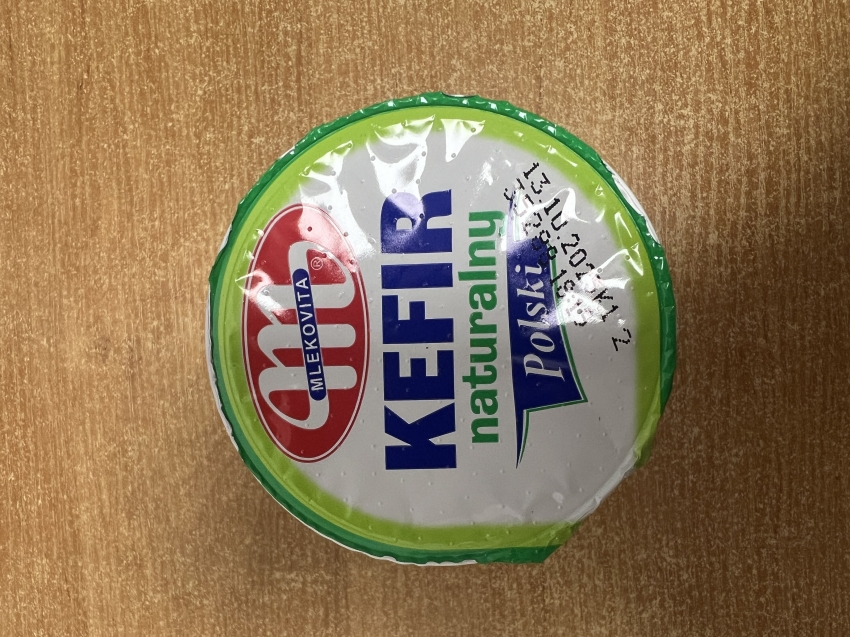 MLEKOVITA
®
KEFIR
naturalny
Polski